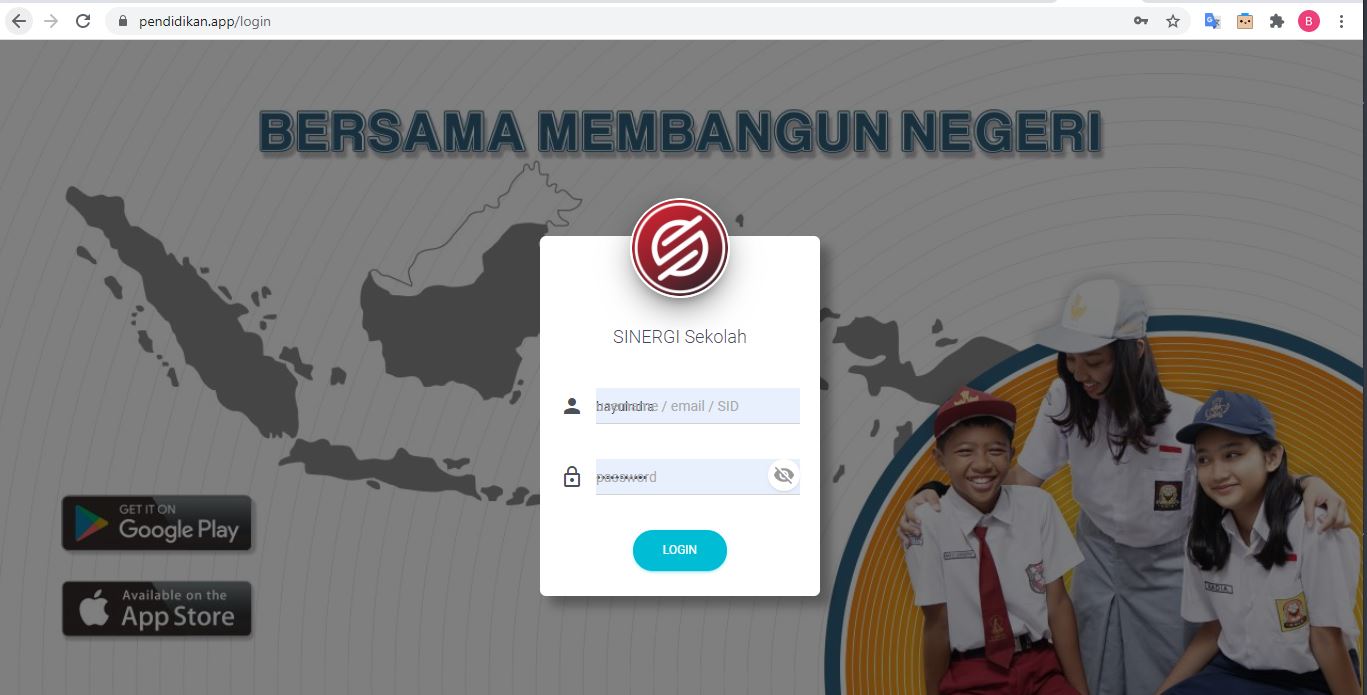 pendidikan.app/login
B
BERSAMA MEMBANGUN NEGERI
SINERGI Sekolah
bayuindra
username / email / SID
password
LOGIN
GET IT ON
Google Play
Available on the
App Store